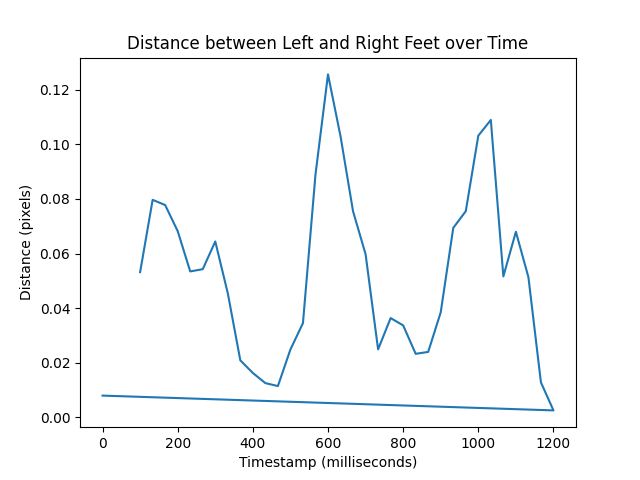 Distance between Left and Right Feet over Time
0.12
0.10
0.08
0.06
0.04
0.02
0.00
Distance (pixels)
0 200 400 600 800 1000 1200
Timestamp (milliseconds)